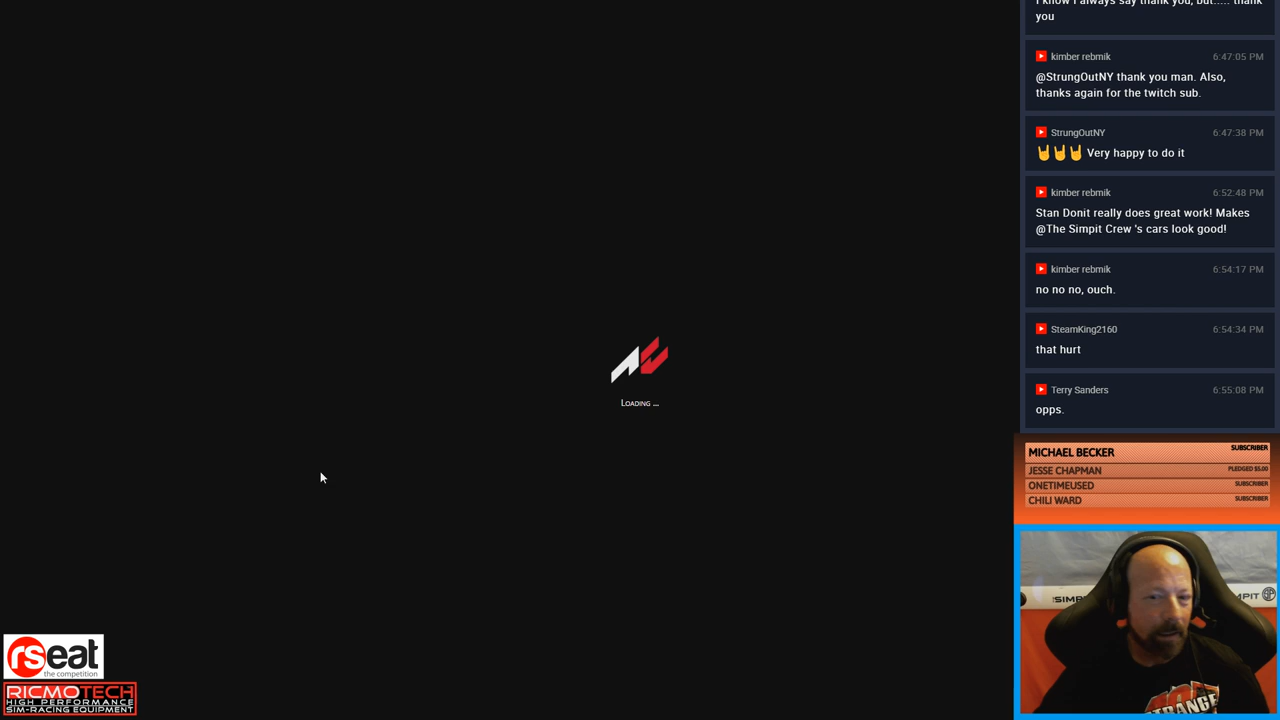 I know I always say thank you, but..... thank
you
kimber rebmik 6:47:05 PM
@StrungOutNY thank you man. Also,
thanks again for the twitch sub.
StrungOutNY 6:47:38 PM
🤘🤘🤘 Very happy to do it
kimber rebmik 6:52:48 PM
Stan Donit really does great work! Makes
@The Simpit Crew 's cars look good!
kimber rebmik 6:54:17 PM
no no no, ouch.
SteamKing2160 6:54:34 PM
that hurt
Terry Sanders 6:55:08 PM
opps.
Loading ...
MICHAEL BECKER SUBSCRIBER
JESSE CHAPMAN PLEDGED $5.00
ONETIMEUSED SUBSCRIBER
CHILI WARD SUBSCRIBER
rseat
the competition
RICMOTECH
HIGH PERFORMANCE
SIM-RACING EQUIPMENT
STRANGE